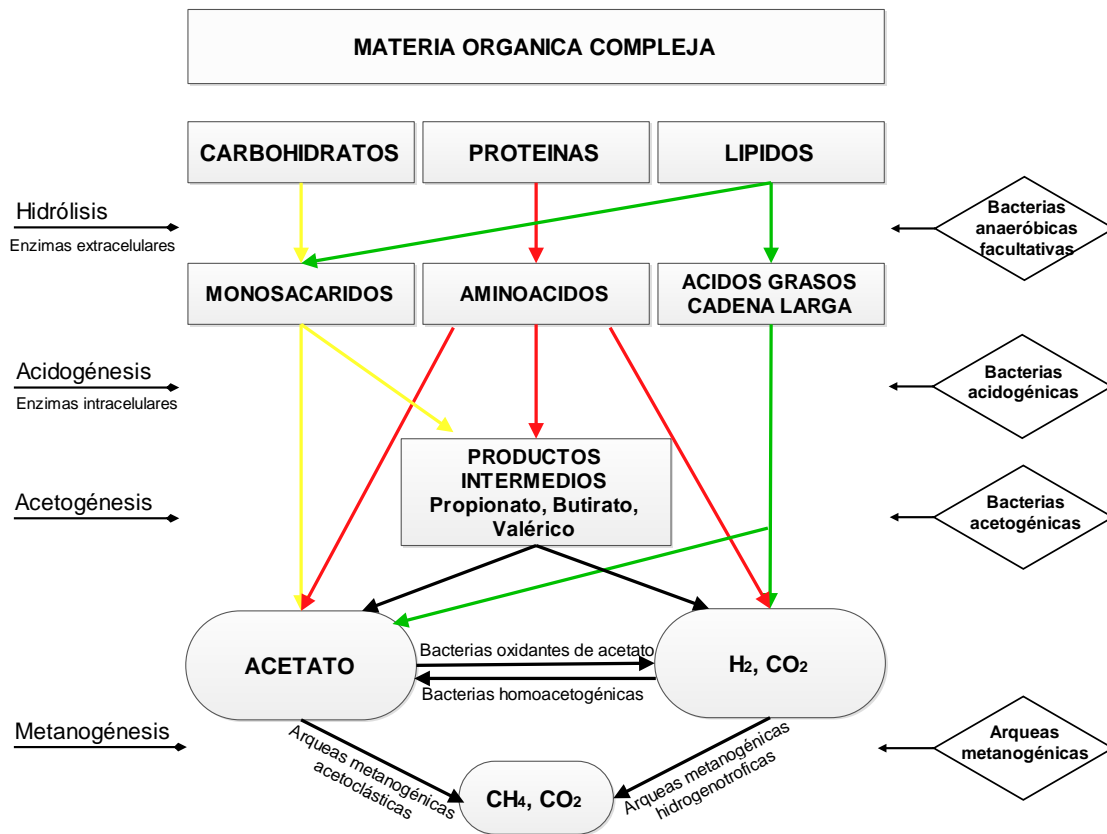 MATERIA ORGANICA COMPLEJA
CARBOHIDRATOS
PROTEINAS
LIPIDOS
Hidrólisis
Enzimas extracelulares
Bacterias
anaeróbicas
facultativas
MONOSACARIDOS
AMINOACIDOS
ACIDOS GRASOS
CADENA LARGA
Acidogénesis
Enzimas intracelulares
Bacterias
acidogénicas
PRODUCTOS
INTERMEDIOS
Propionato, Butirato,
Valérico
Acetogénesis
Bacterias
acetogénicas
ACETATO
Bacterias oxidantes de acetato
Bacterias homoacetogénicas
H2, CO2
Metanogénesis
Arqueas metanogénicas
acetoclásticas
CH4, CO2
Arqueas metanogénicas
hidrogenotroficas
Arqueas
metanogénicas